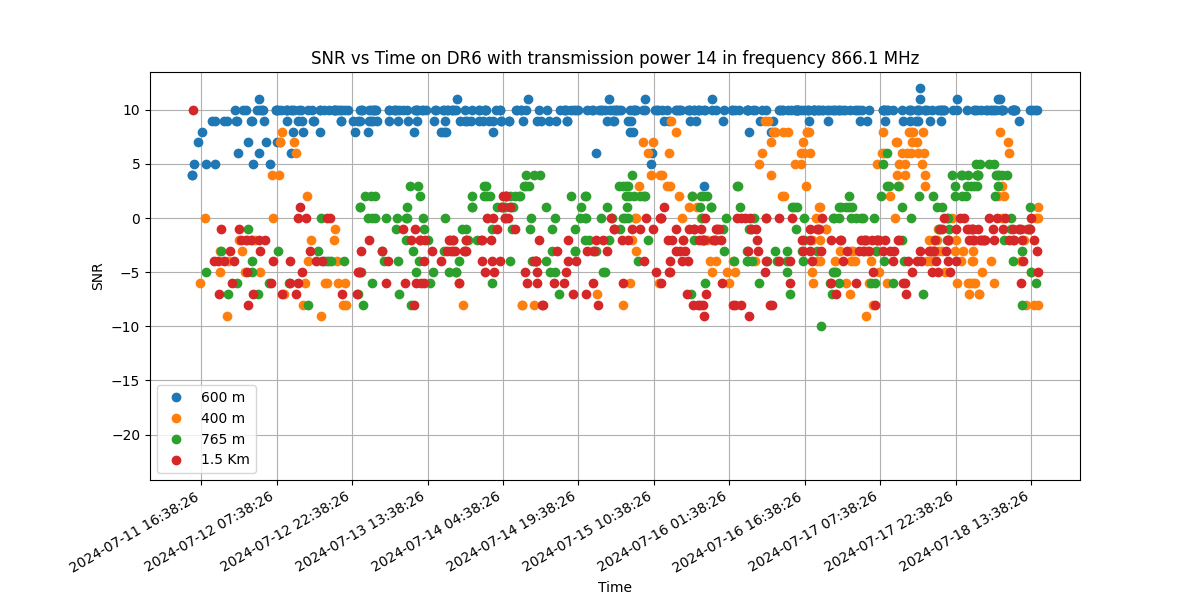 SNR vs Time on DR6 with transmission power 14 in frequency 866.1 MHz
10
5
0
−5
−10
−15
−20
SNR
600 m
400 m
765 m
1.5 Km
2024-07-11 16:38:26
2024-07-12 07:38:26
2024-07-12 22:38:26
2024-07-13 13:38:26
2024-07-14 04:38:26
2024-07-14 19:38:26
2024-07-15 10:38:26
2024-07-16 01:38:26
2024-07-16 16:38:26
2024-07-17 07:38:26
2024-07-17 22:38:26
2024-07-18 13:38:26
Time